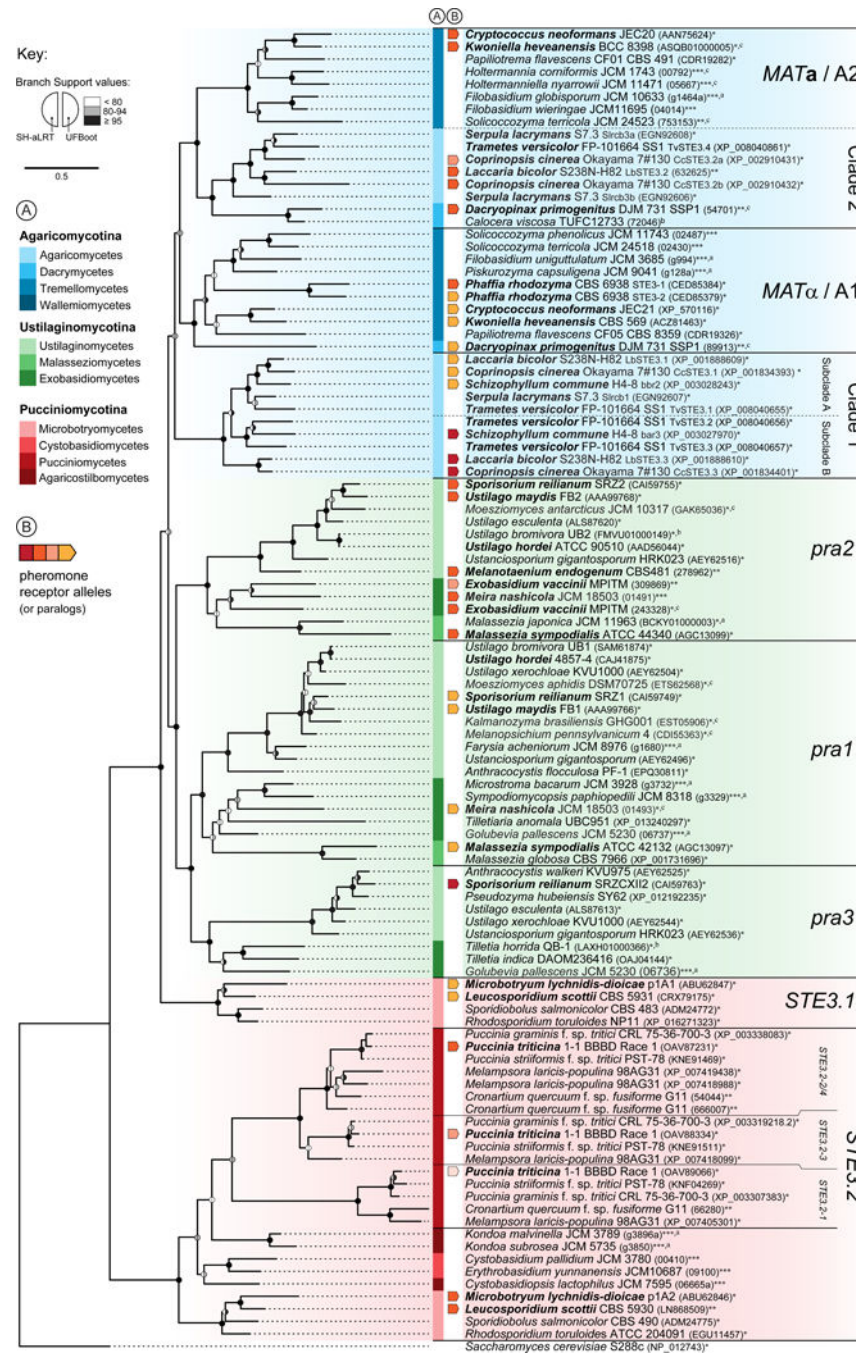 Key:
Branch Support values:
< 80
80-94
≥ 95
SH-aLRT
UFBoot
0.5
A
Agaricomycotina
Agaricomycetes
Dacrymycetes
Tremellomycetes
Wallemiomycetes
Ustilaginomycotina
Ustilaginomycetes
Malasseziomycetes
Exobasidiomycetes
Pucciniomycotina
Microbotryomycetes
Cystobasidiomycetes
Pucciniomycetes
Agaricostilbomycetes
B
pheromone
receptor alleles
(or paralogs)
A B
Cryptococcus neoformans JEC20 (AAN75624)*
Kwoniella heveanensis BCC 8398 (ASQB01000005)*,c
Papiliotrema flavescens CF01 CBS 491 (CDR19282)*
Holtermannia corniformis JCM 1743 (00792)***,c
Holtermanniella nyarrowii JCM 11471 (05667)***,c
Filobasidium globisporum JCM 10633 (g1464a)***,a
Filobasidium wieringae JCM11695 (04014)***
Solicoccozyma terricola JCM 24523 (753153)**,c
MATa / A2
Serpula lacrymans S7.3 Slrcb3a (EGN92608)*
Trametes versicolor FP-101664 SS1 TvSTE3.4 (XP_008040861)*
Coprinopsis cinerea Okayama 7#130 CcSTE3.2a (XP_002910431)*
Laccaria bicolor S238N-H82 LbSTE3.2 (632625)**
Coprinopsis cinerea Okayama 7#130 CcSTE3.2b (XP_002910432)*
Serpula lacrymans S7.3 Slrcb3b (EGN92606)*
Dacryopinax primogenitus DJM 731 SSP1 (54701)**,c
Calocera viscosa TUFC12733 (72046)b
Clade 2
Solicoccozyma phenolicus JCM 11743 (02487)***
Solicoccozyma terricola JCM 24518 (02430)***
Filobasidium uniguttulatum JCM 3685 (g994)***,a
Piskurozyma capsuligena JCM 9041 (g128a)***,a
Phaffia rhodozyma CBS 6938 STE3-1 (CED85384)*
Phaffia rhodozyma CBS 6938 STE3-2 (CED85379)*
Cryptococcus neoformans JEC21 (XP_570116)*
Kwoniella heveanensis CBS 569 (ACZ81463)*
Papiliotrema flavescens CF05 CBS 8359 (CDR19326)*
Dacryopinax primogenitus DJM 731 SSP1 (89913)**,c
MATα / A1
Laccaria bicolor S238N-H82 LbSTE3.1 (XP_001888609)*
Coprinopsis cinerea Okayama 7#130 CcSTE3.1 (XP_001834393) *
Schizophyllum commune H4-8 bbr2 (XP_003028243)*
Serpula lacrymans S7.3 Slrcb1 (EGN92607)*
Trametes versicolor FP-101664 SS1 TvSTE3.1 (XP_008040655)*
Subclade A
Trametes versicolor FP-101664 SS1 TvSTE3.2 (XP_008040656)*
Schizophyllum commune H4-8 bar3 (XP_003027970)*
Trametes versicolor FP-101664 SS1 TvSTE3.3 (XP_008040657)*
Laccaria bicolor S238N-H82 LbSTE3.3 (XP_001888610)*
Coprinopsis cinerea Okayama 7#130 CcSTE3.3 (XP_001834401) *
Subclade B
Clade 1
Sporisorium reilianum SRZ2 (CAI59755)*
Ustilago maydis FB2 (AAA99768)*
Moesziomyces antarcticus JCM 10317 (GAK65036)*,c
Ustilago esculenta (ALS87620)*
Ustilago bromivora UB2 (FMVU01000149)*,b
Ustilago hordei ATCC 90510 (AAD56044)*
Ustanciosporium gigantosporum HRK023 (AEY62516)*
Melanotaenium endogenum CBS481 (278962)**
Exobasidium vaccinii MPITM (309869)**
Meira nashicola JCM 18503 (01491)***
Exobasidium vaccinii MPITM (243328)*,c
Malassezia japonica JCM 11963 (BCKY01000003)*,a
Malassezia sympodialis ATCC 44340 (AGC13099)*
pra2
Ustilago bromivora UB1 (SAM61874)*
Ustilago hordei 4857-4 (CAJ41875)*
Ustilago xerochloae KVU1000 (AEY62504)*
Moesziomyces aphidis DSM70725 (ETS62568)*,c
Sporisorium reilianum SRZ1 (CAI59749)*
Ustilago maydis FB1 (AAA99766)*
Kalmanozyma brasiliensis GHG001 (EST05906)*,c
Melanopsichium pennsylvanicum 4 (CDI55363)*,c
Farysia acheniorum JCM 8976 (g1680)***,a
Ustanciosporium gigantosporum (AEY62496)*
Anthracocystis flocculosa PF-1 (EPQ30811)*
Microstroma bacarum JCM 3928 (g3732)***,a
Sympodiomycopsis paphiopedili JCM 8318 (g3329)***,a
Meira nashicola JCM 18503 (01493)*,c
Tilletiaria anomala UBC951 (XP_013240297)*
Golubevia pallescens JCM 5230 (06737)***,a
Malassezia sympodialis ATCC 42132 (AGC13097)*
Malassezia globosa CBS 7966 (XP_001731696)*
pra1
Anthracocystis walkeri KVU975 (AEY62525)*
Sporisorium reilianum SRZCXII2 (CAI59763)*
Pseudozyma hubeiensis SY62 (XP_012192235)*
Ustilago esculenta (ALS87613)*
Ustilago xerochloae KVU1000 (AEY62544)*
Ustanciosporium gigantosporum HRK023 (AEY62536)*
Tilletia horrida QB-1 (LAXH01000366)*,b
Tilletia indica DAOM236416 (OAJ04144)*
Golubevia pallescens JCM 5230 (06736)***,a
pra3
Microbotryum lychnidis-dioicae p1A1 (ABU62847)*
Leucosporidium scottii CBS 5931 (CRX79175)*
Sporidiobolus salmonicolor CBS 483 (ADM24772)*
Rhodosporidium toruloides NP11 (XP_016271323)*
STE3.1
Puccinia graminis f. sp. tritici CRL 75-36-700-3 (XP_003338083)*
Puccinia triticina 1-1 BBBD Race 1 (OAV87231)*
Puccinia striiformis f. sp. tritici PST-78 (KNE91469)*
Melampsora laricis-populina 98AG31 (XP_007419438)*
Melampsora laricis-populina 98AG31 (XP_007418988)*
Cronartium quercuum f. sp. fusiforme G11 (54044)**
Cronartium quercuum f. sp. fusiforme G11 (666007)**
STE3.2-2/4
Puccinia graminis f. sp. tritici CRL 75-36-700-3 (XP_003319218.2)*
Puccinia triticina 1-1 BBBD Race 1 (OAV88334)*
Puccinia striiformis f. sp. tritici PST-78 (KNE91511)*
Melampsora laricis-populina 98AG31 (XP_007418099)*
STE3.2-3
Puccinia triticina 1-1 BBBD Race 1 (OAV89066)*
Puccinia striiformis f. sp. tritici PST-78 (KNF04269)*
Puccinia graminis f. sp. tritici CRL 75-36-700-3 (XP_003307383)*
Cronartium quercuum f. sp. fusiforme G11 (66280)**
Melampsora laricis-populina 98AG31 (XP_007405301)*
STE3.2-1
STE3.2
Kondoa malvinella JCM 3789 (g3896a)***,a
Kondoa subrosea JCM 5735 (g3850)***,a
Cystobasidium pallidium JCM 3780 (00410)***
Erythrobasidium yunnanensis JCM10687 (09100)***
Cystobasidiopsis lactophilus JCM 7595 (06665a)***
Microbotryum lychnidis-dioicae p1A2 (ABU62846)*
Leucosporidium scottii CBS 5930 (LN868509)**
Sporidiobolus salmonicolor CBS 490 (ADM24775)*
Rhodosporidium toruloides ATCC 204091 (EGU11457)*
Saccharomyces cerevisiae S288c (NP_012743)*